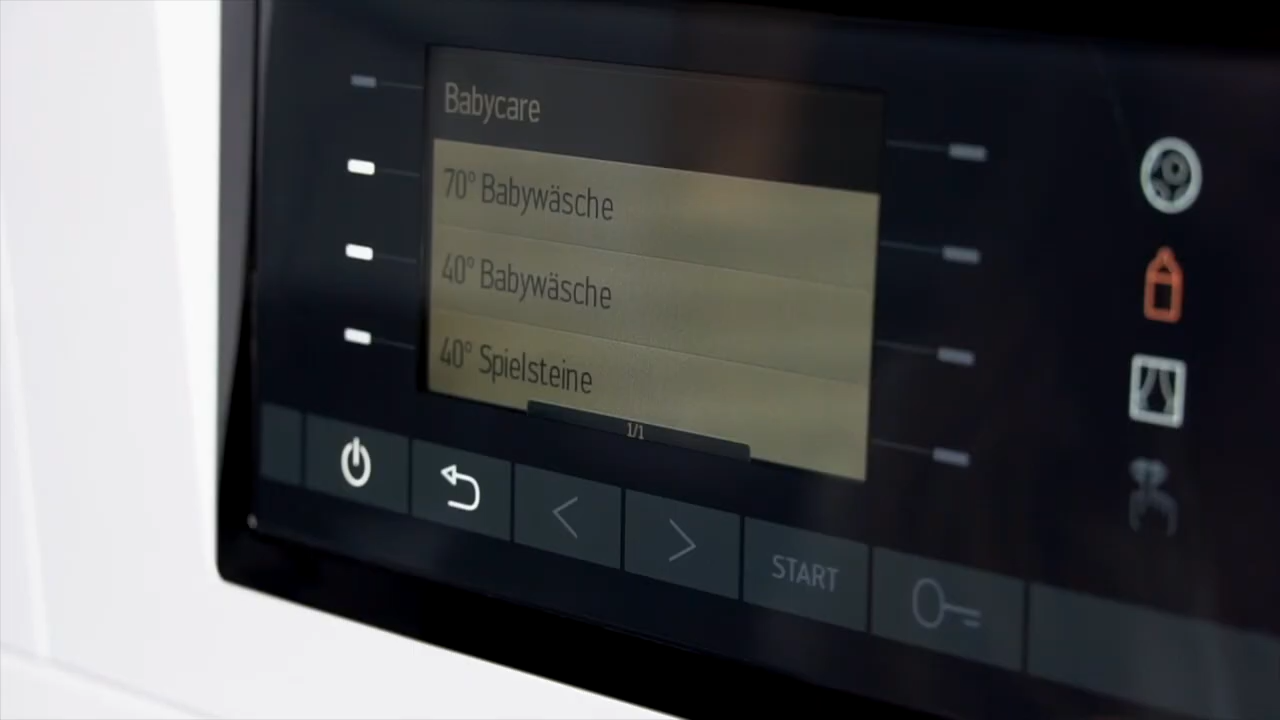 Babycare
70° Babywäsche
40° Babywäsche
40° Spielsteine
1/1
START